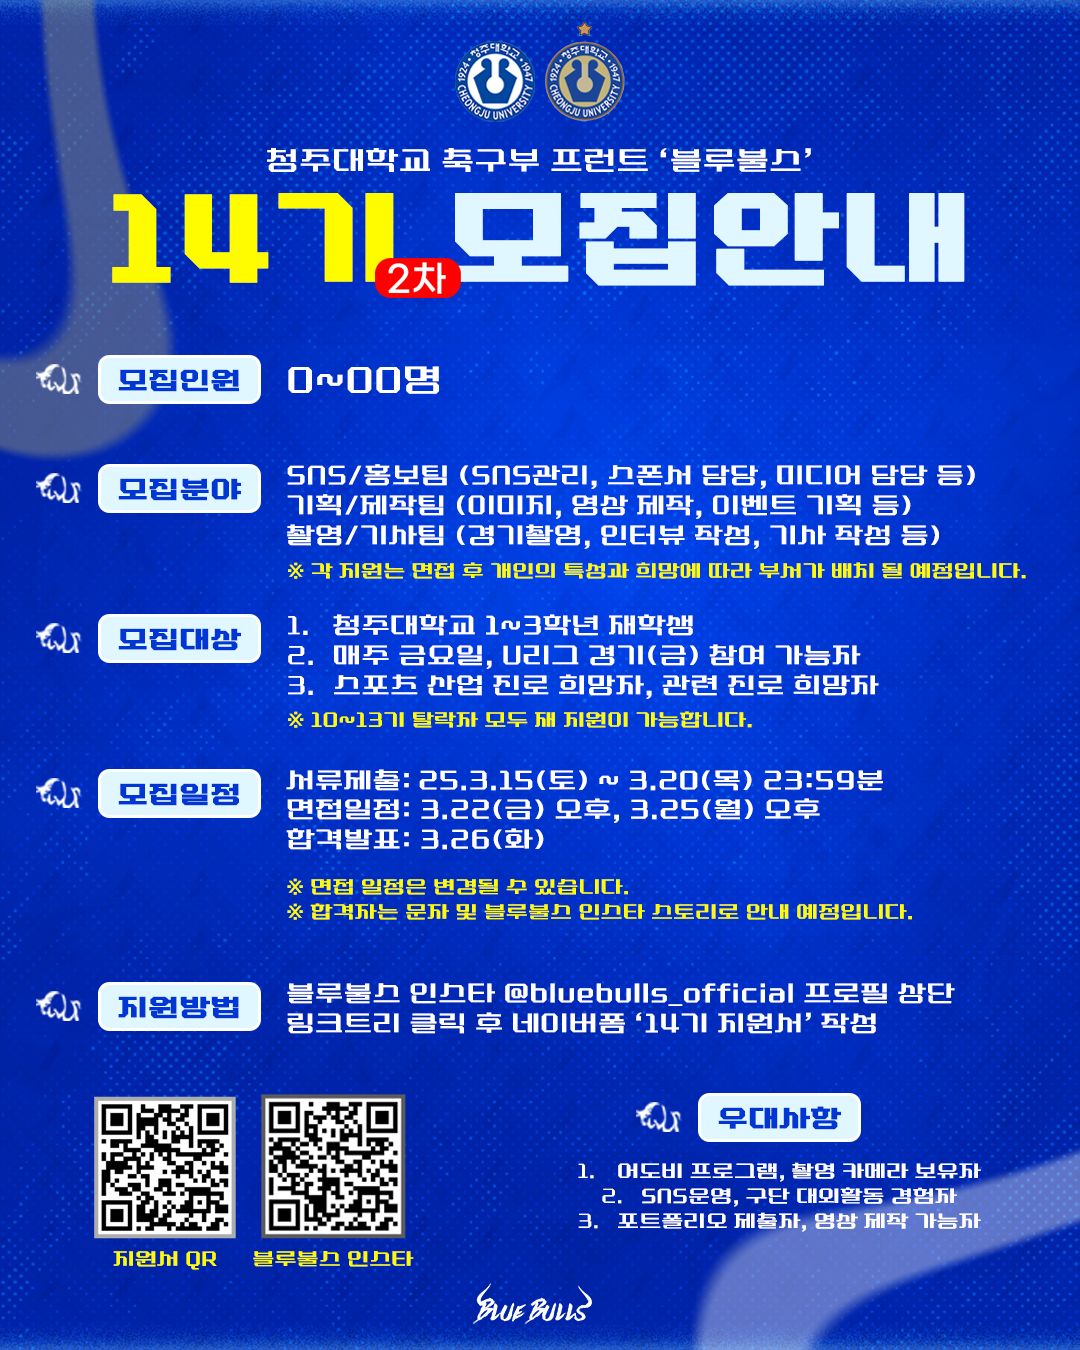 청주대학교
1924
1947
CHEONGJU UNIVERSITY
청주대학교
1924
1947
CHEONGJU UNIVERSITY
청주대학교 축구부 프런트 ‘블루불스’
14기 모집안내
2차
모집인원
0~00명
모집분야
SNS/홍보팀 (SNS관리, 스폰서 담당, 미디어 담당 등)
기획/제작팀 (이미지, 영상 제작, 이벤트 기획 등)
촬영/기사팀 (경기촬영, 인터뷰 작성, 기사 작성 등)
※ 각 지원는 면접 후 개인의 특성과 희망에 따라 부서가 배치 될 예정입니다.
모집대상
1. 청주대학교 1~3학년 재학생
2. 매주 금요일, U리그 경기(금) 참여 가능자
3. 스포츠 산업 진로 희망자, 관련 진로 희망자
※ 10~13기 탈락자 모두 재 지원이 가능합니다.
모집일정
서류제출: 25.3.15(토) ~ 3.20(목) 23:59분
면접일정: 3.22(금) 오후, 3.25(월) 오후
합격발표: 3.26(화)
※ 면접 일정은 변경될 수 있습니다.
※ 합격자는 문자 및 블루불스 인스타 스토리로 안내 예정입니다.
지원방법
블루불스 인스타 @bluebulls_official 프로필 상단
링크트리 클릭 후 네이버폼 ‘14기 지원서’ 작성
우대사항
1. 어도비 프로그램, 촬영 카메라 보유자
2. SNS운영, 구단 대외활동 경험자
3. 포트폴리오 제출자, 영상 제작 가능자
지원서 QR
블루불스 인스타
BLUE BULLS